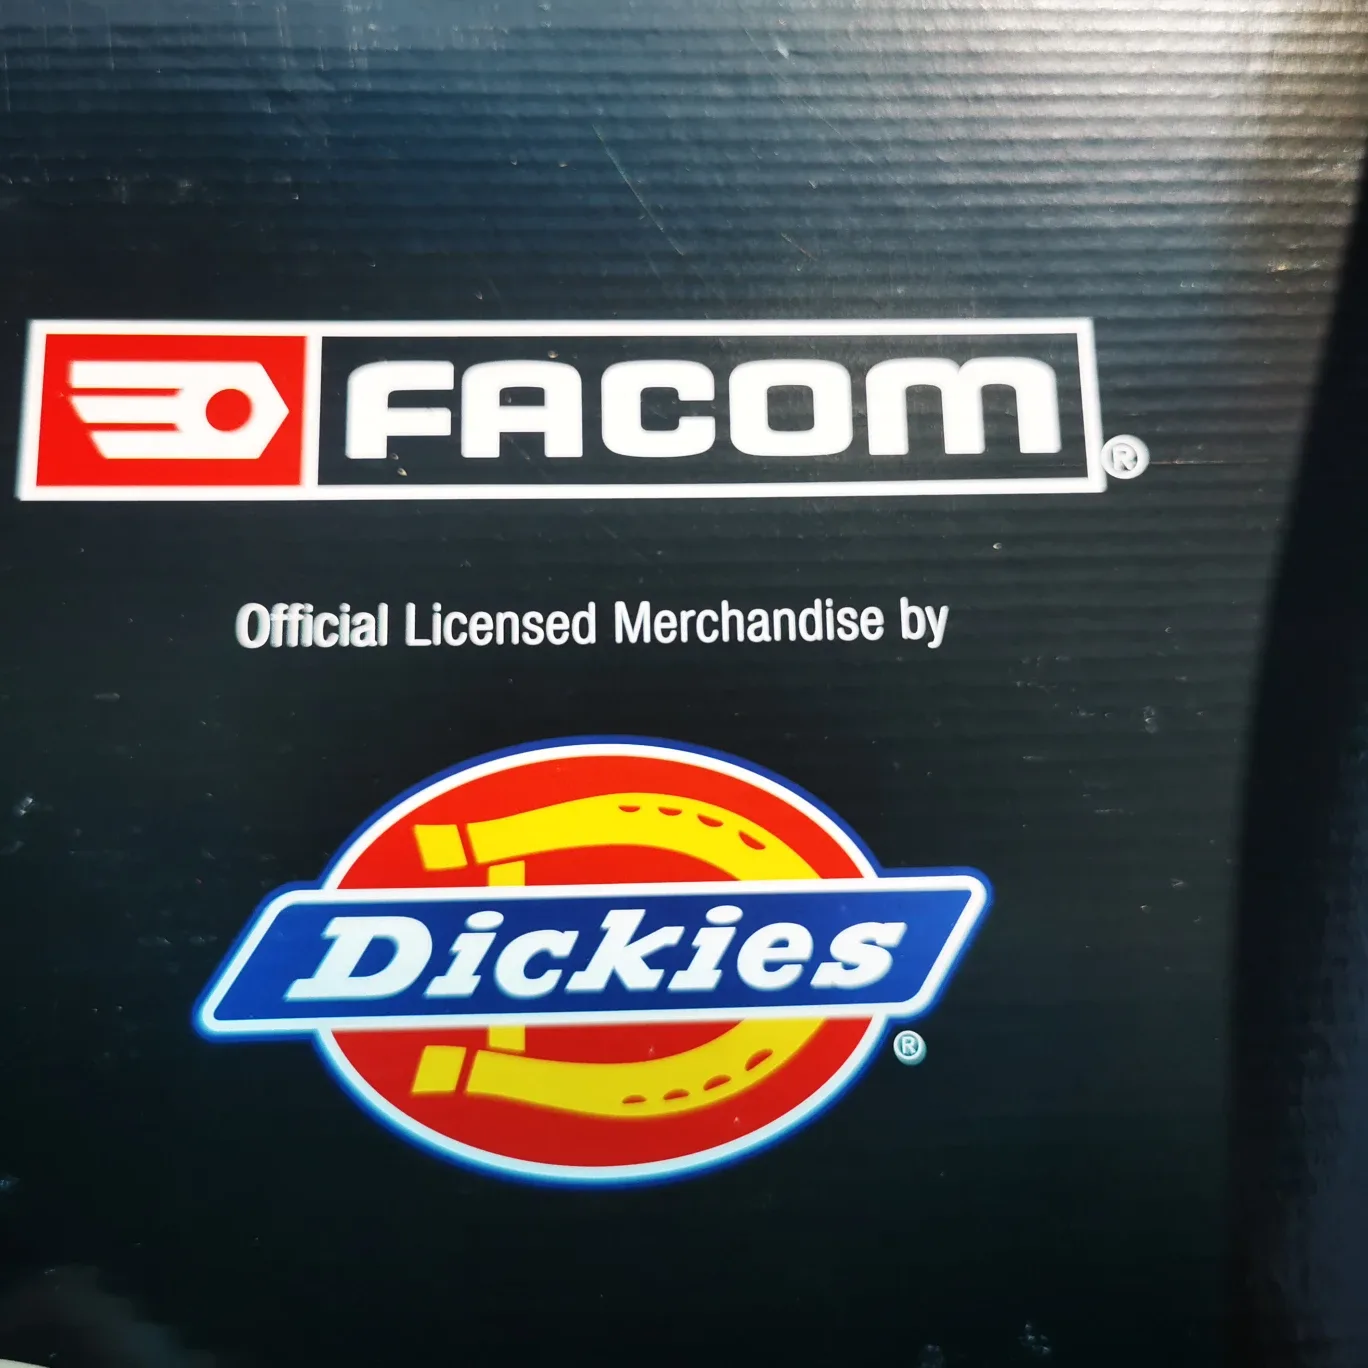 FACOM®
Official Licensed Merchandise by
Dickies
®